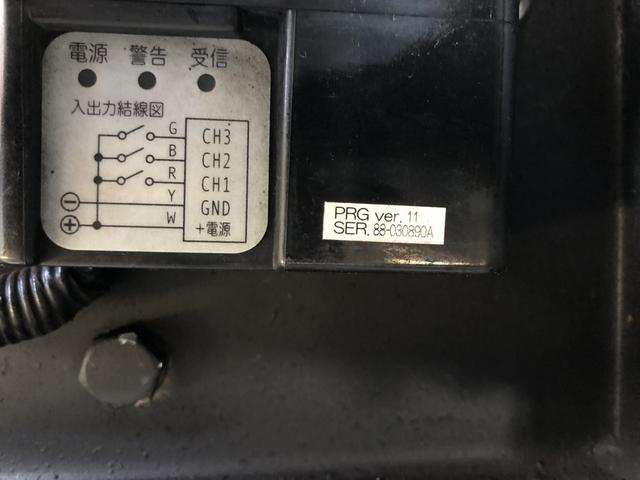 電源 警告 受信
入出力結線図
G CH3
B CH2
R CH1
⊖ Y GND
⊕ W +電源
PRG ver. 11
SER. 88-030890A